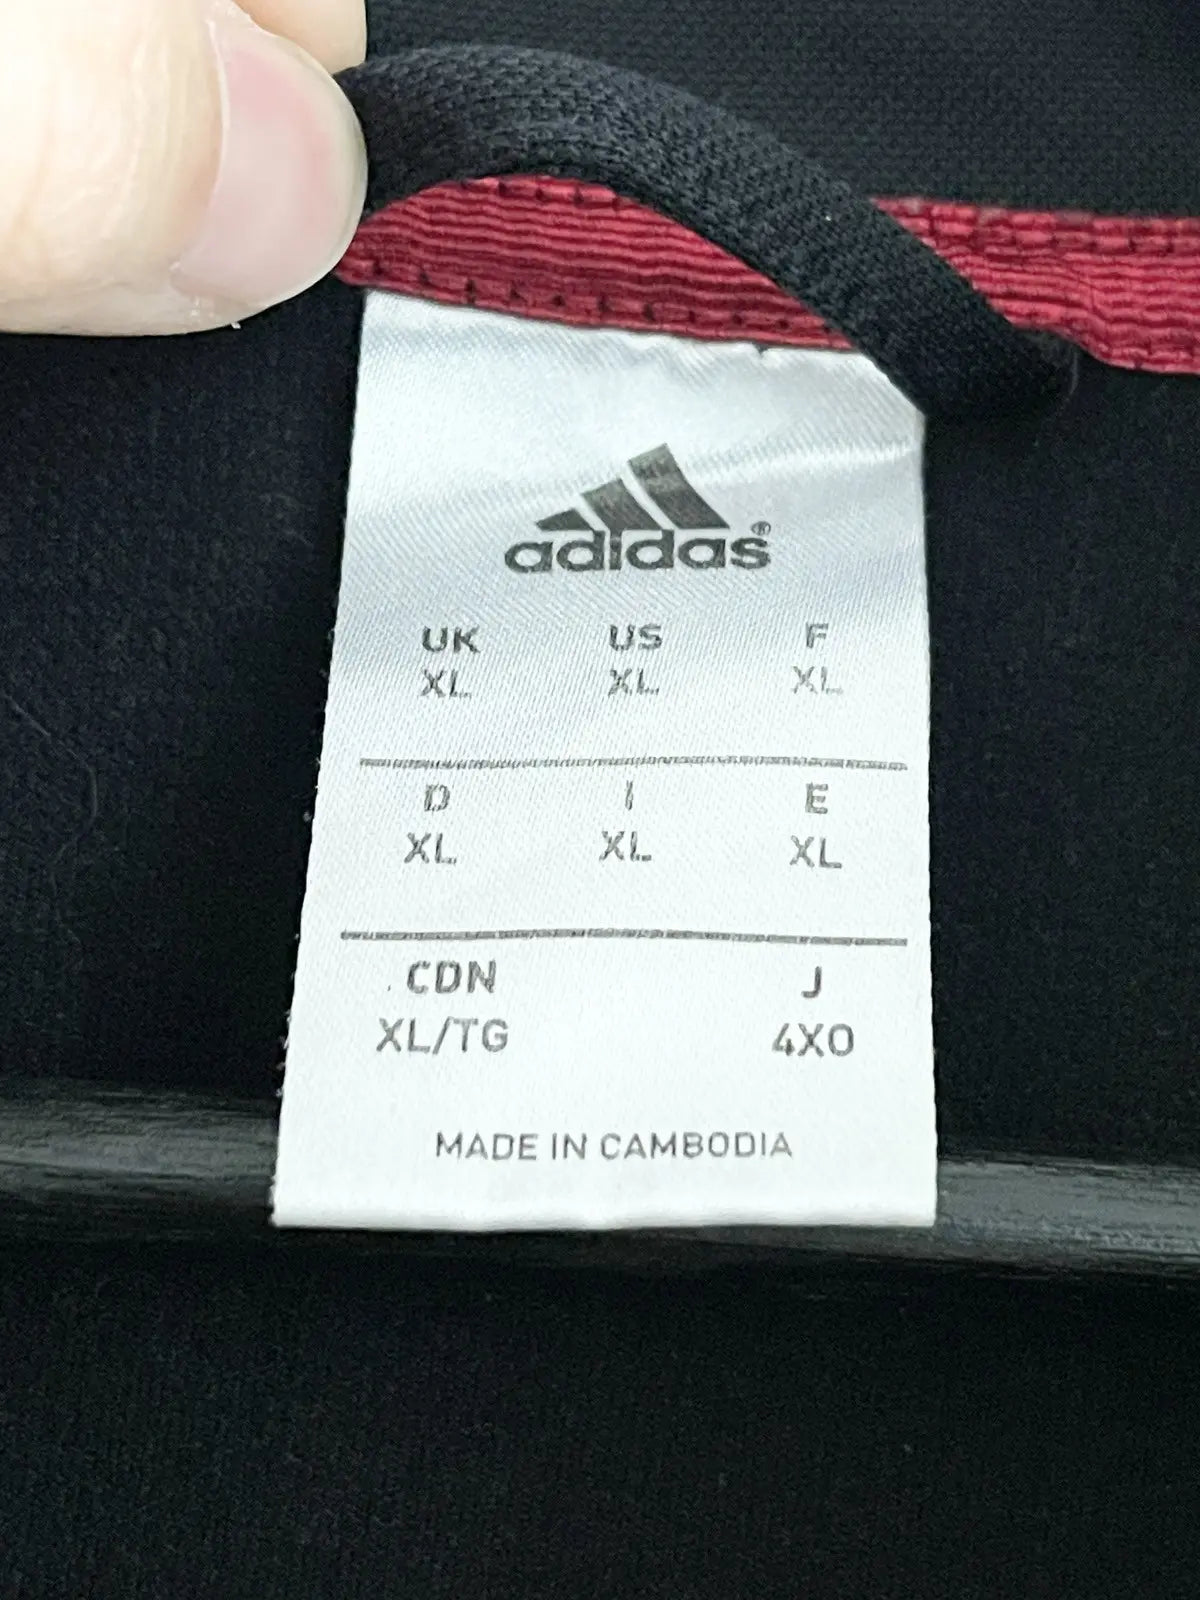 adidas®
UK US F
XL XL XL
D I E
XL XL XL
CDN J
XL/TG 4XO
MADE IN CAMBODIA